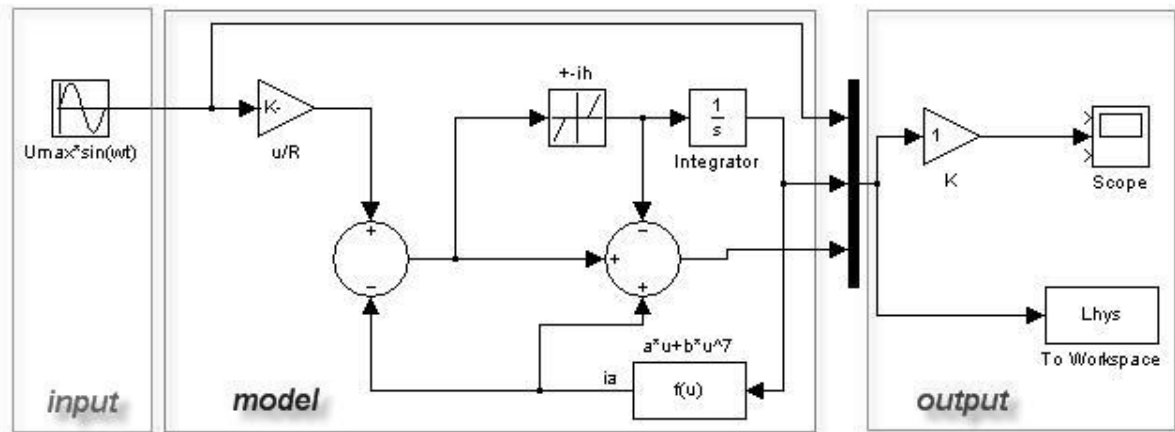 +-ih
K-
1
s
1
Umax*sin(wt)
u/R
Integrator
K
Scope
+
−
+
−
+
Lhys
a*u+b*u^7
To Workspace
ia
f(u)
input
model
output